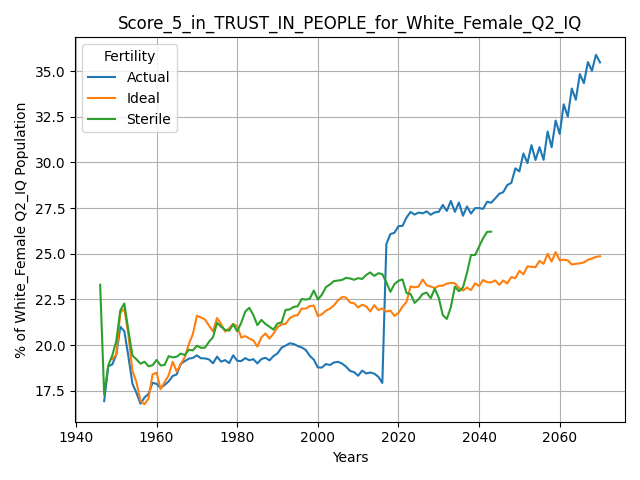 Score_5_in_TRUST_IN_PEOPLE_for_White_Female_Q2_IQ
Fertility
Actual
Ideal
Sterile
% of White_Female Q2_IQ Population
35.0
32.5
30.0
27.5
25.0
22.5
20.0
17.5
1940 1960 1980 2000 2020 2040 2060
Years